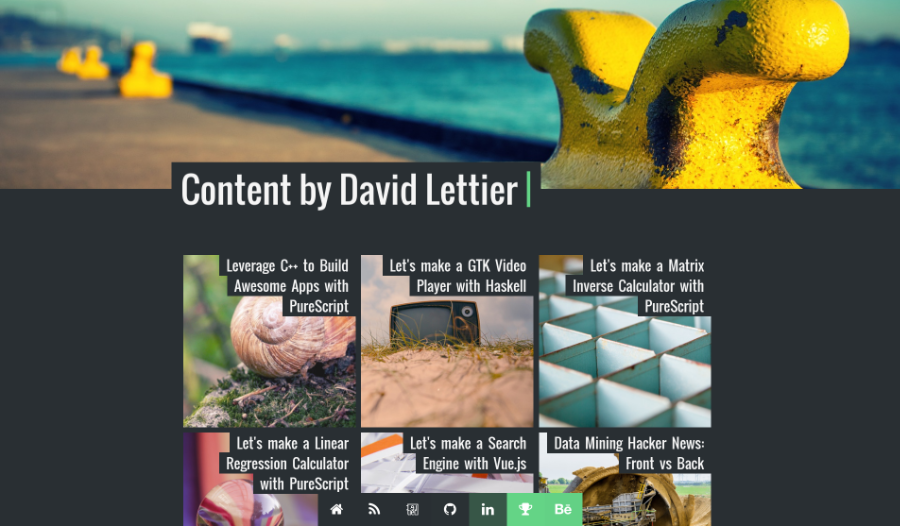 Content by David Lettier
Leverage C++ to Build
Awesome Apps with
PureScript
Let's make a GTK Video
Player with Haskell
Let's make a Matrix
Inverse Calculator with
PureScript
Let's make a Linear
Regression Calculator
with PureScript
Let's make a Search
Engine with Vue.js
Data Mining Hacker News:
Front vs Back
in
Bē